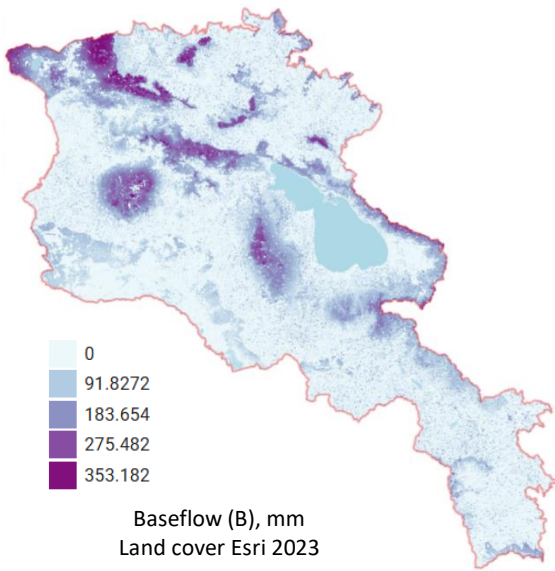 0
91.8272
183.654
275.482
353.182
Baseflow (B), mm
Land cover Esri 2023